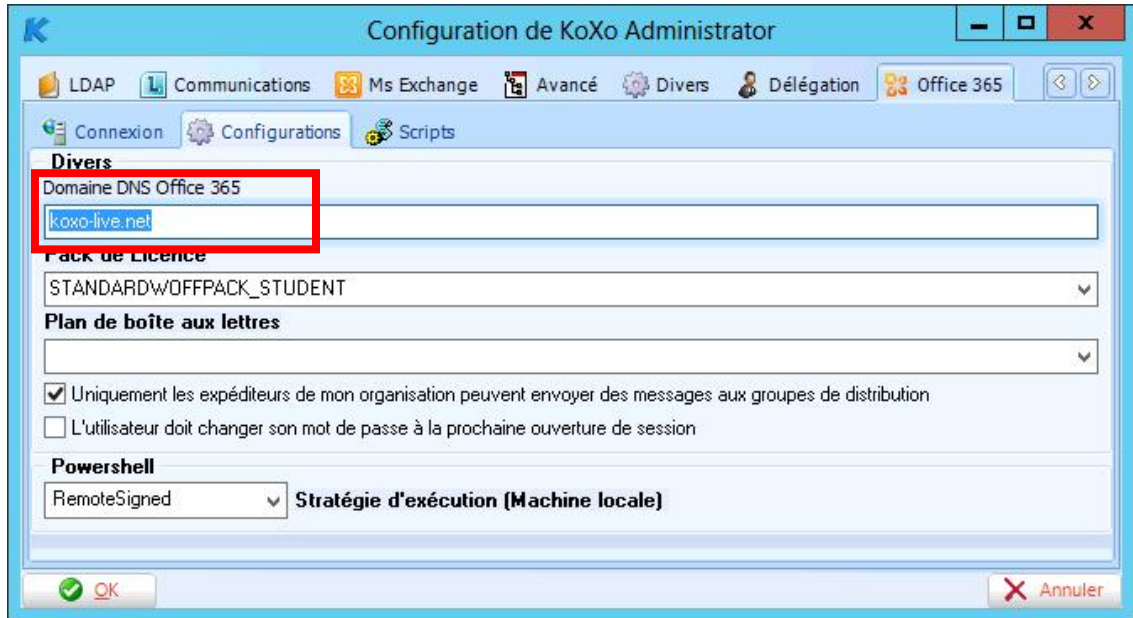 Configuration de KoXo Administrator
LDAP Communications Ms Exchange Avancé Divers Délégation Office 365
Connexion Configurations Scripts
Divers
Domaine DNS Office 365
koxo-live.net
Pack de Licence
STANDARDWOFFPACK_STUDENT
Plan de boîte aux lettres
Uniquement les expéditeurs de mon organisation peuvent envoyer des messages aux groupes de distribution
L'utilisateur doit changer son mot de passe à la prochaine ouverture de session
Powershell
RemoteSigned Stratégie d'exécution (Machine locale)
OK Annuler